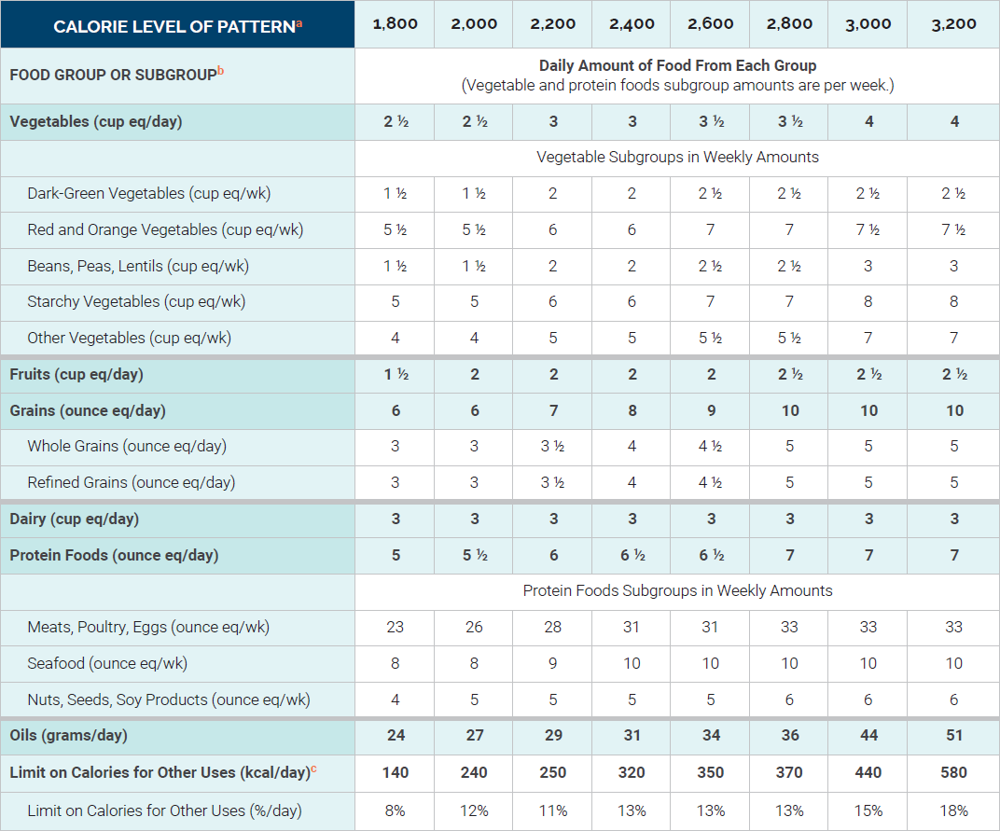 CALORIE LEVEL OF PATTERNa 1,800 2,000 2,200 2,400 2,600 2,800 3,000 3,200
FOOD GROUP OR SUBGROUPb Daily Amount of Food From Each Group
(Vegetable and protein foods subgroup amounts are per week.)
Vegetables (cup eq/day) 2 ½ 2 ½ 3 3 3 ½ 3 ½ 4 4
Vegetable Subgroups in Weekly Amounts
Dark-Green Vegetables (cup eq/wk) 1 ½ 1 ½ 2 2 2 ½ 2 ½ 2 ½ 2 ½
Red and Orange Vegetables (cup eq/wk) 5 ½ 5 ½ 6 6 7 7 7 ½ 7 ½
Beans, Peas, Lentils (cup eq/wk) 1 ½ 1 ½ 2 2 2 ½ 2 ½ 3 3
Starchy Vegetables (cup eq/wk) 5 5 6 6 7 7 8 8
Other Vegetables (cup eq/wk) 4 4 5 5 5 ½ 5 ½ 7 7
Fruits (cup eq/day) 1 ½ 2 2 2 2 2 ½ 2 ½ 2 ½
Grains (ounce eq/day) 6 6 7 8 9 10 10 10
Whole Grains (ounce eq/day) 3 3 3 ½ 4 4 ½ 5 5 5
Refined Grains (ounce eq/day) 3 3 3 ½ 4 4 ½ 5 5 5
Dairy (cup eq/day) 3 3 3 3 3 3 3 3
Protein Foods (ounce eq/day) 5 5 ½ 6 6 ½ 6 ½ 7 7 7
Protein Foods Subgroups in Weekly Amounts
Meats, Poultry, Eggs (ounce eq/wk) 23 26 28 31 31 33 33 33
Seafood (ounce eq/wk) 8 8 9 10 10 10 10 10
Nuts, Seeds, Soy Products (ounce eq/wk) 4 5 5 5 5 6 6 6
Oils (grams/day) 24 27 29 31 34 36 44 51
Limit on Calories for Other Uses (kcal/day)c 140 240 250 320 350 370 440 580
Limit on Calories for Other Uses (%/day) 8% 12% 11% 13% 13% 13% 15% 18%